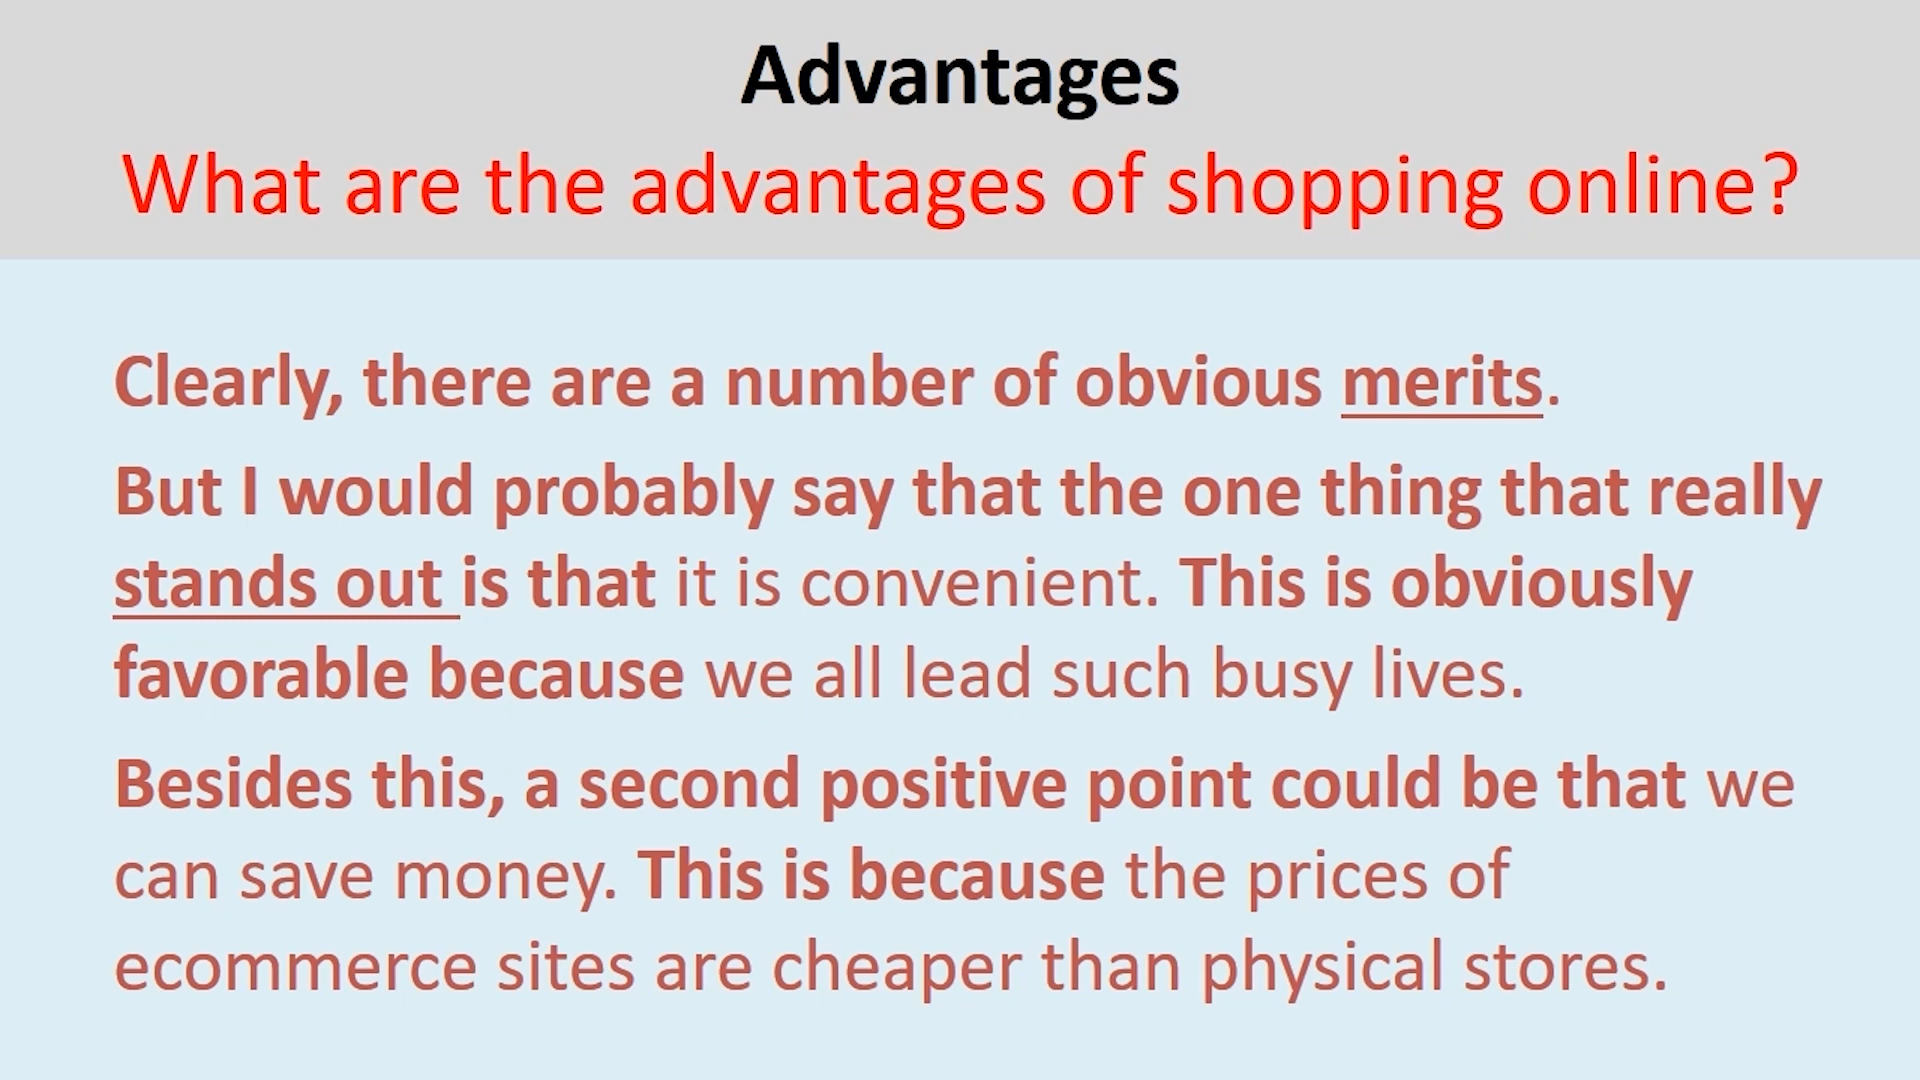 Advantages
What are the advantages of shopping online?
Clearly, there are a number of obvious merits.
But I would probably say that the one thing that really
stands out is that it is convenient. This is obviously
favorable because we all lead such busy lives.
Besides this, a second positive point could be that we
can save money. This is because the prices of
ecommerce sites are cheaper than physical stores.